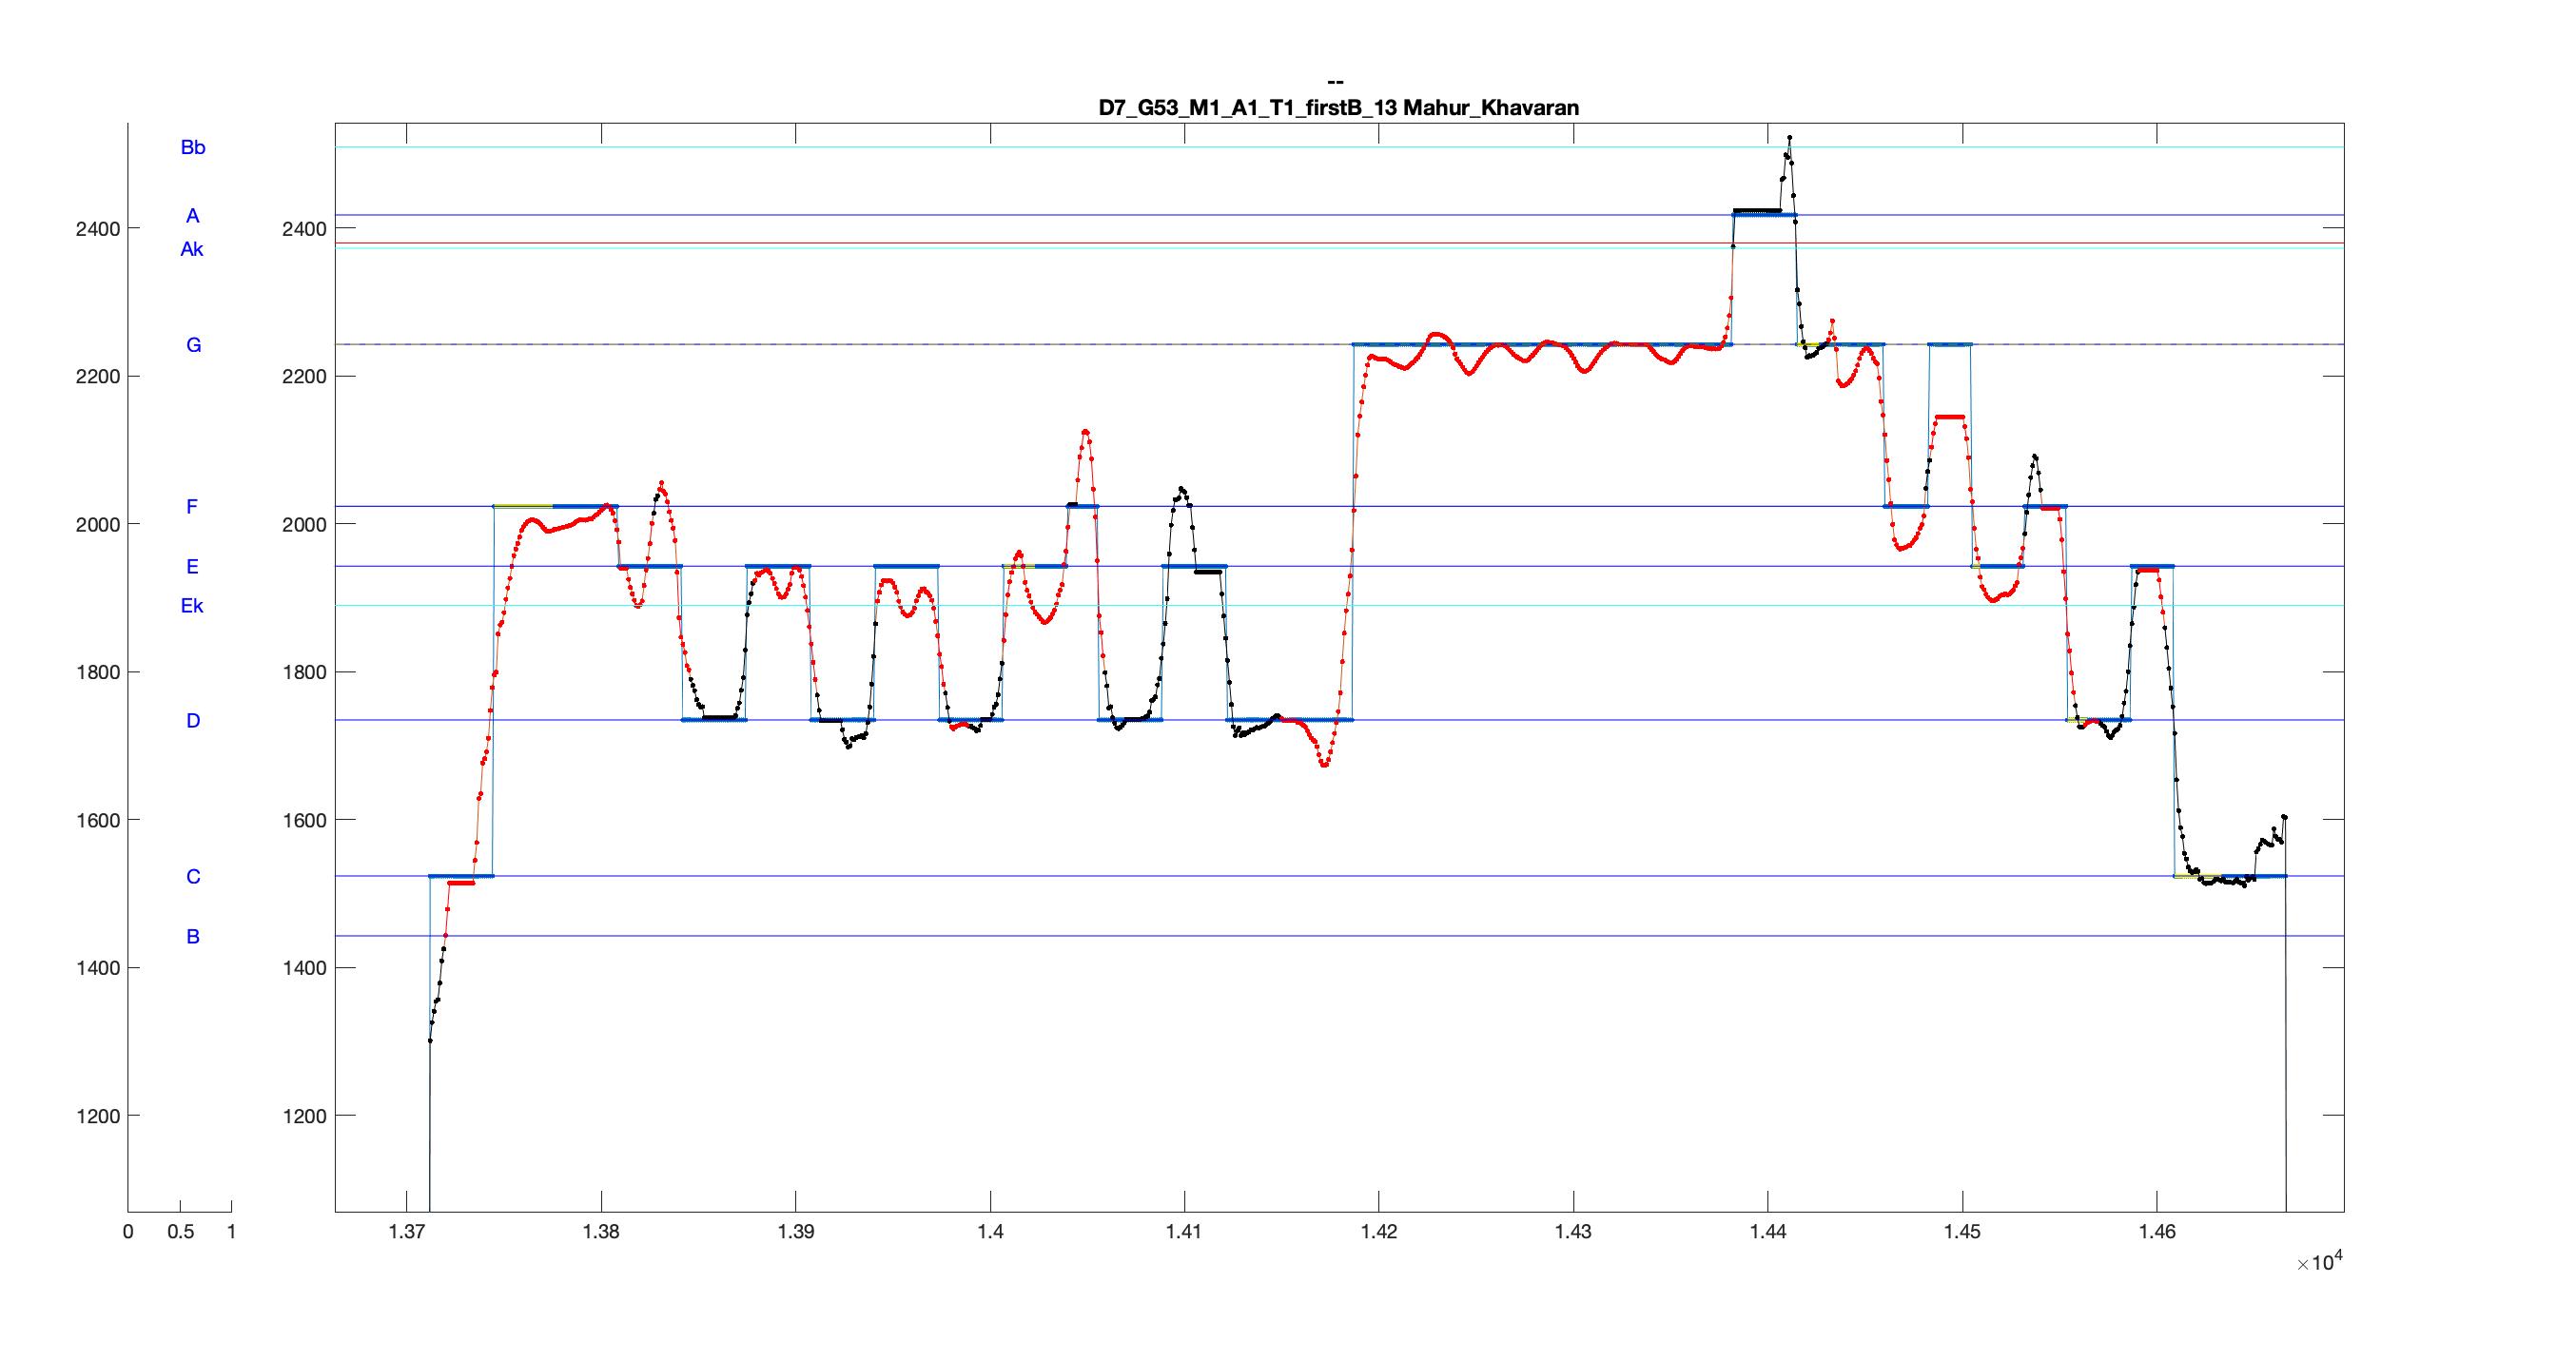 --
D7_G53_M1_A1_T1_firstB_13 Mahur_Khavaran
Bb
A
2400 2400
Ak
G
2200 2200
F
2000 2000
E
Ek
1800 1800
D
1600 1600
C
B
1400 1400
1200 1200
0 0.5 1 1.37 1.38 1.39 1.4 1.41 1.42 1.43 1.44 1.45 1.46
×10⁴